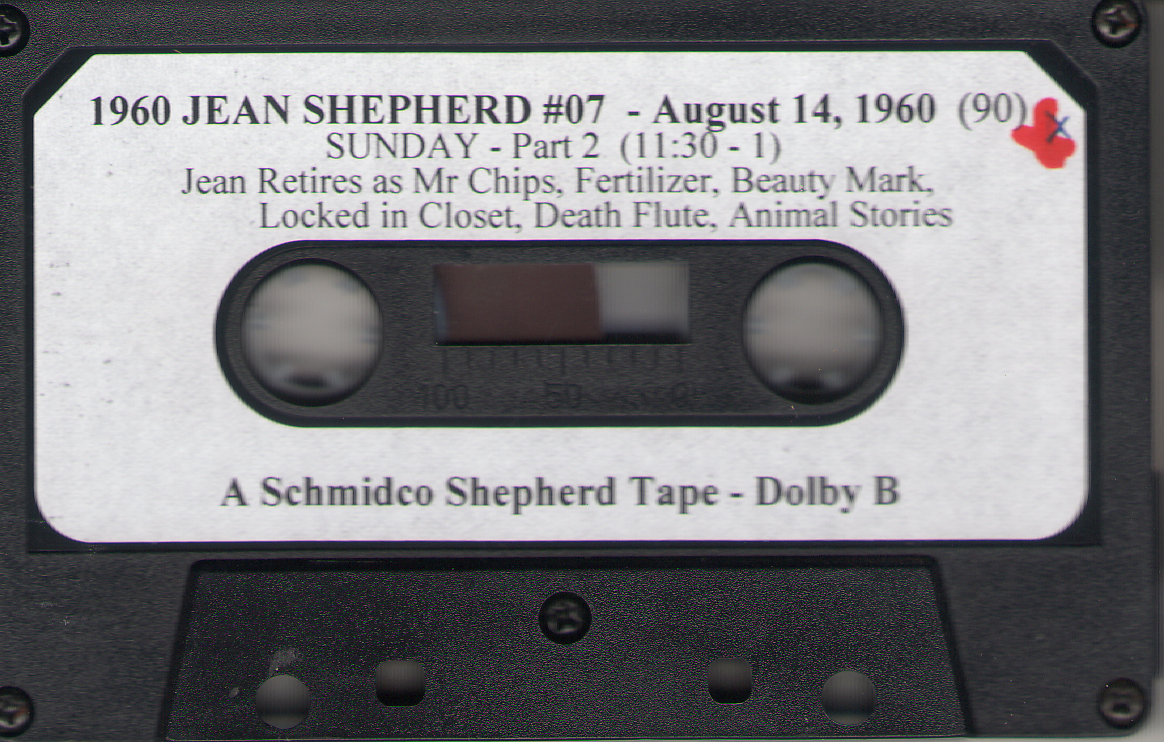 1960 JEAN SHEPHERD #07 - August 14, 1960 (90)
SUNDAY - Part 2 (11:30 - 1)
Jean Retires as Mr Chips, Fertilizer, Beauty Mark,
Locked in Closet, Death Flute, Animal Stories
100 50 0
A Schmidco Shepherd Tape - Dolby B